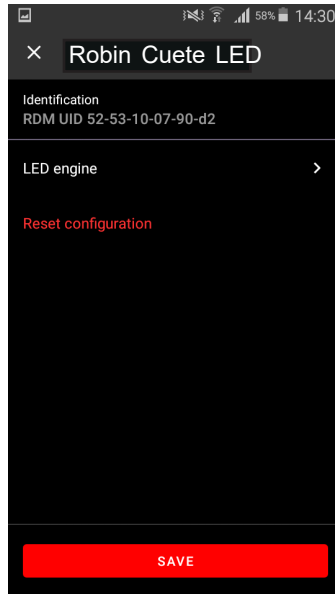 58% 14:30
Robin Cuete LED
Identification
RDM UID 52-53-10-07-90-d2
LED engine
Reset configuration
SAVE